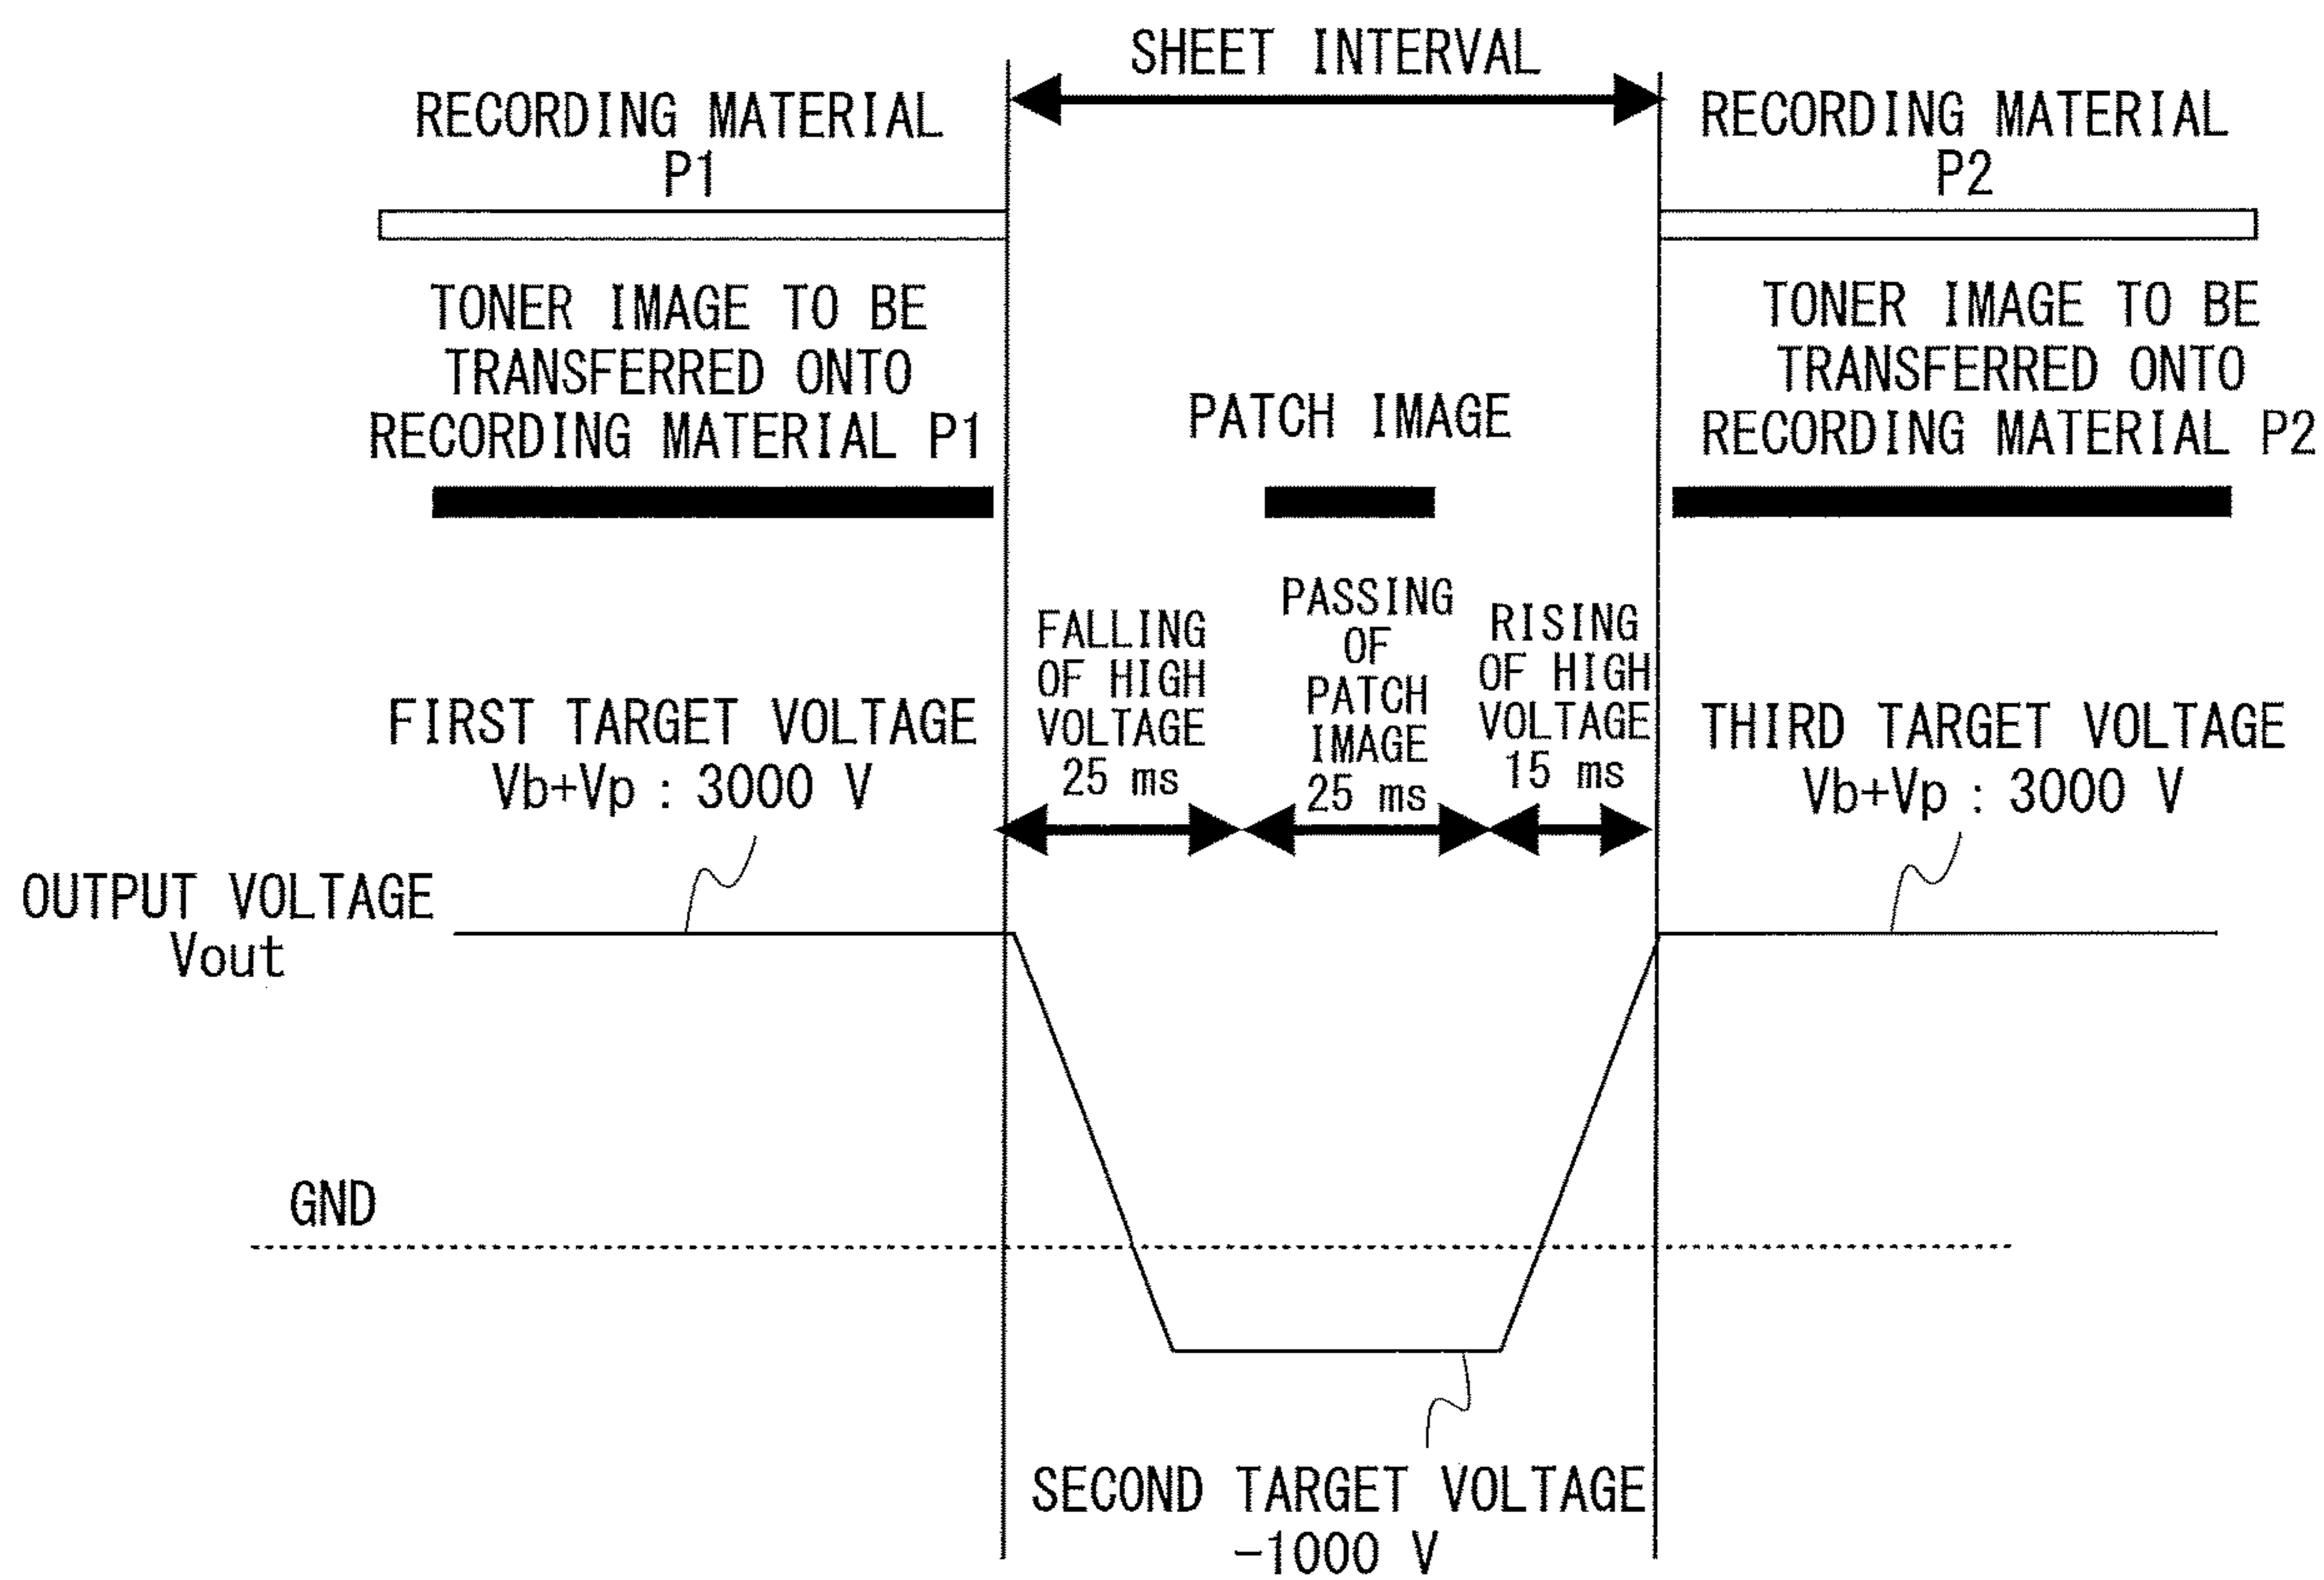 SHEET INTERVAL
RECORDING MATERIAL
P1
RECORDING MATERIAL
P2
TONER IMAGE TO BE
TRANSFERRED ONTO
RECORDING MATERIAL P1
PATCH IMAGE
TONER IMAGE TO BE
TRANSFERRED ONTO
RECORDING MATERIAL P2
FALLING
OF HIGH
VOLTAGE
25 ms
PASSING
OF
PATCH
IMAGE
25 ms
RISING
OF HIGH
VOLTAGE
15 ms
FIRST TARGET VOLTAGE
Vb+Vp : 3000 V
THIRD TARGET VOLTAGE
Vb+Vp : 3000 V
OUTPUT VOLTAGE
Vout
GND
SECOND TARGET VOLTAGE
-1000 V